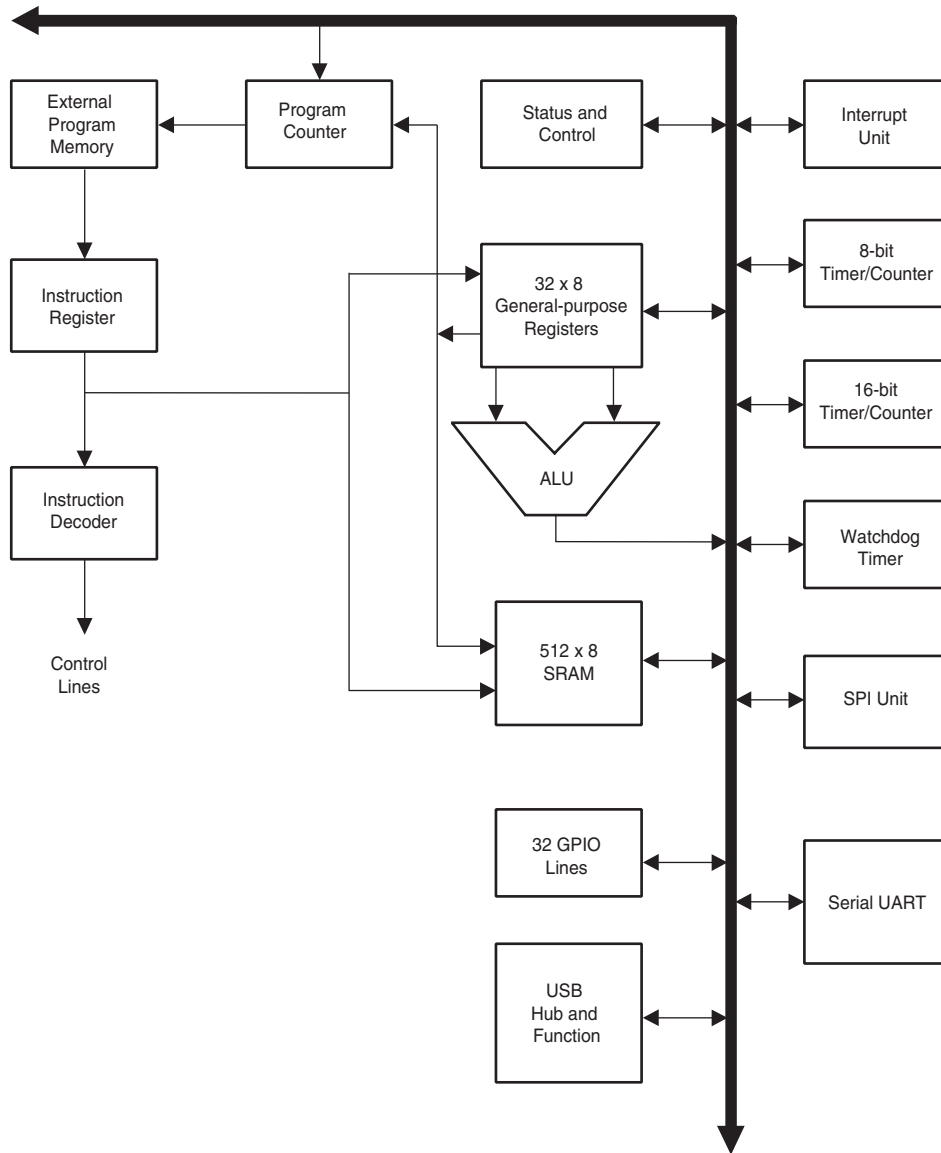 External
Program
Memory
Program
Counter
Status and
Control
Interrupt
Unit
Instruction
Register
32 x 8
General-purpose
Registers
8-bit
Timer/Counter
16-bit
Timer/Counter
Instruction
Decoder
ALU
Watchdog
Timer
Control
Lines
512 x 8
SRAM
SPI Unit
32 GPIO
Lines
Serial UART
USB
Hub and
Function